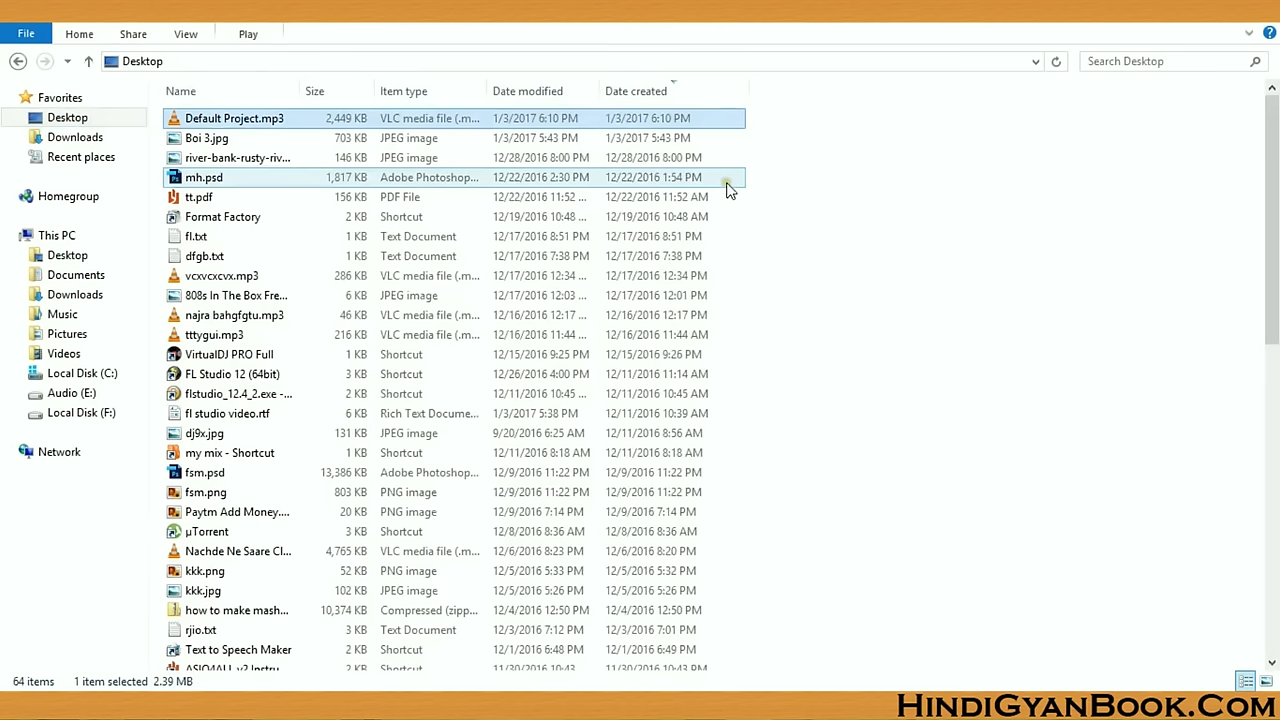 File Home Share View Play
Desktop Search Desktop
Name Size Item type Date modified Date created
Favorites
Desktop
Downloads
Recent places
Homegroup
This PC
Desktop
Documents
Downloads
Music
Pictures
Videos
Local Disk (C:)
Audio (E:)
Local Disk (F:)
Network
Default Project.mp3 2,449 KB VLC media file (.m... 1/3/2017 6:10 PM 1/3/2017 6:10 PM
Boi 3.jpg 703 KB JPEG image 1/3/2017 5:43 PM 1/3/2017 5:43 PM
river-bank-rusty-riv... 146 KB JPEG image 12/28/2016 8:00 PM 12/28/2016 8:00 PM
mh.psd 1,817 KB Adobe Photoshop... 12/22/2016 2:30 PM 12/22/2016 1:54 PM
tt.pdf 156 KB PDF File 12/22/2016 11:52 ... 12/22/2016 11:52 AM
Format Factory 2 KB Shortcut 12/19/2016 10:48 ... 12/19/2016 10:48 AM
fl.txt 1 KB Text Document 12/17/2016 8:51 PM 12/17/2016 8:51 PM
dfgb.txt 1 KB Text Document 12/17/2016 7:38 PM 12/17/2016 7:38 PM
vcxvcxcvx.mp3 286 KB VLC media file (.m... 12/17/2016 12:34 ... 12/17/2016 12:34 PM
808s In The Box Fre... 6 KB JPEG image 12/17/2016 12:03 ... 12/17/2016 12:01 PM
najra bahgfgtu.mp3 46 KB VLC media file (.m... 12/16/2016 12:17 ... 12/16/2016 12:17 PM
tttygui.mp3 216 KB VLC media file (.m... 12/16/2016 11:44 ... 12/16/2016 11:44 AM
VirtualDJ PRO Full 1 KB Shortcut 12/15/2016 9:25 PM 12/15/2016 9:26 PM
FL Studio 12 (64bit) 3 KB Shortcut 12/26/2016 4:00 PM 12/11/2016 11:14 AM
flstudio_12.4_2.exe -... 2 KB Shortcut 12/11/2016 10:45 ... 12/11/2016 10:45 AM
fl studio video.rtf 6 KB Rich Text Docume... 1/3/2017 5:38 PM 12/11/2016 10:39 AM
dj9x.jpg 131 KB JPEG image 9/20/2016 6:25 AM 12/11/2016 8:56 AM
my mix - Shortcut 1 KB Shortcut 12/11/2016 8:18 AM 12/11/2016 8:18 AM
fsm.psd 13,386 KB Adobe Photoshop... 12/9/2016 11:22 PM 12/9/2016 11:22 PM
fsm.png 803 KB PNG image 12/9/2016 11:22 PM 12/9/2016 11:22 PM
Paytm Add Money.... 20 KB PNG image 12/9/2016 7:14 PM 12/9/2016 7:14 PM
µTorrent 3 KB Shortcut 12/8/2016 8:36 AM 12/8/2016 8:36 AM
Nachde Ne Saare Cl... 4,765 KB VLC media file (.m... 12/6/2016 8:23 PM 12/6/2016 8:20 PM
kkk.png 52 KB PNG image 12/5/2016 5:33 PM 12/5/2016 5:32 PM
kkk.jpg 102 KB JPEG image 12/5/2016 5:26 PM 12/5/2016 5:26 PM
how to make mash... 10,374 KB Compressed (zipp... 12/4/2016 12:50 PM 12/4/2016 12:50 PM
rjio.txt 3 KB Text Document 12/3/2016 7:12 PM 12/3/2016 7:01 PM
Text to Speech Maker 2 KB Shortcut 12/1/2016 6:48 PM 12/1/2016 6:49 PM
ASIO4ALL v2 Instru... 2 KB Shortcut 11/30/2016 10:43 ... 11/30/2016 10:43 PM
64 items 1 item selected 2.39 MB
HindiGyanBook.Com